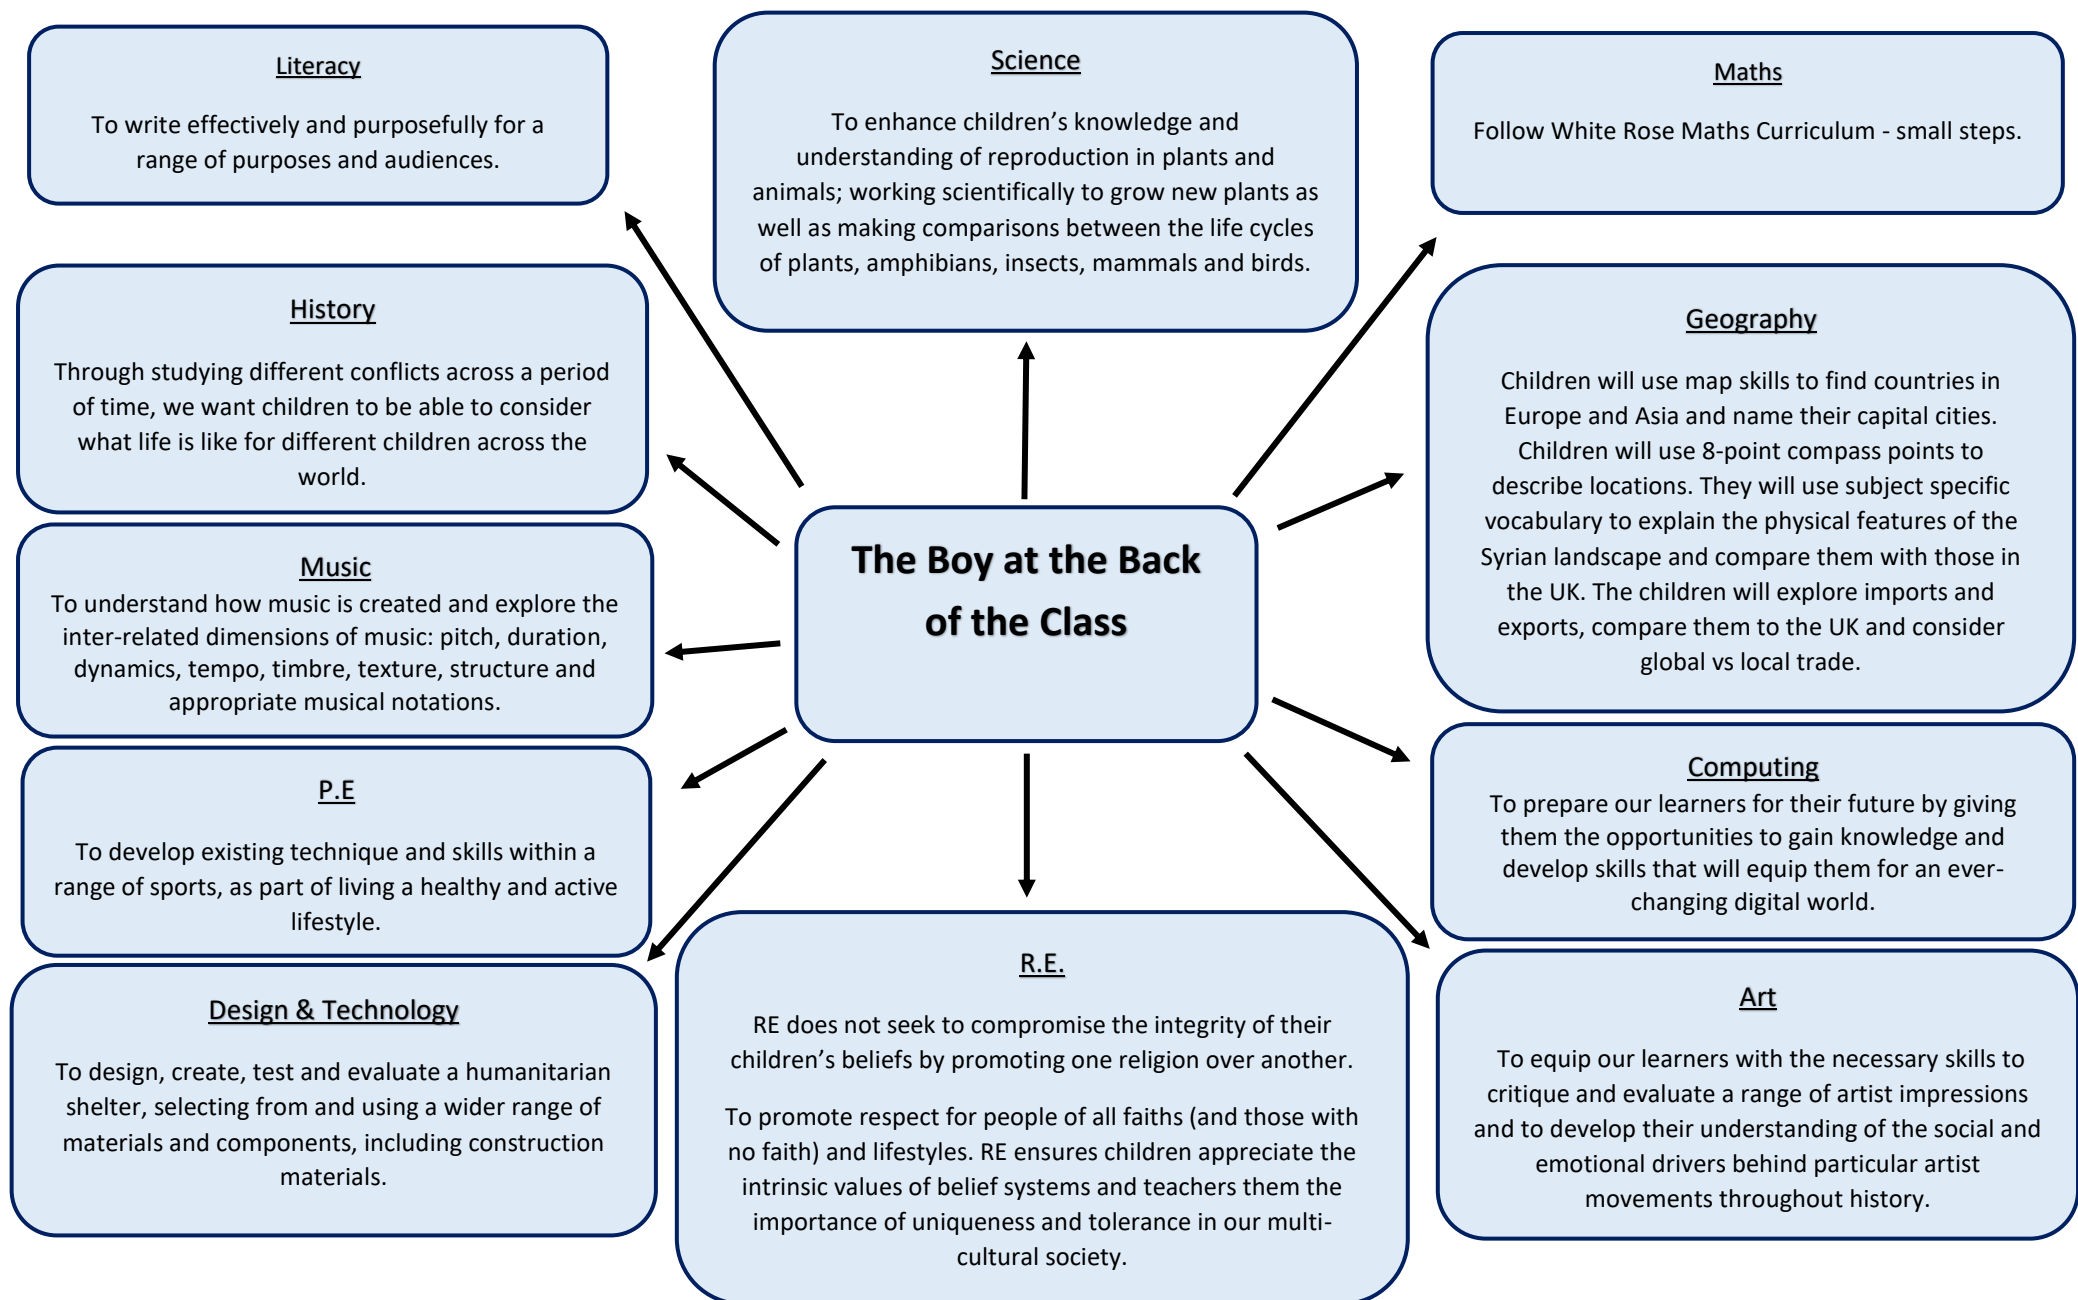 Literacy
To write effectively and purposefully for a
range of purposes and audiences.
Science
To enhance children’s knowledge and
understanding of reproduction in plants and
animals; working scientifically to grow new plants as
well as making comparisons between the life cycles
of plants, amphibians, insects, mammals and birds.
Maths
Follow White Rose Maths Curriculum - small steps.
History
Through studying different conflicts across a period
of time, we want children to be able to consider
what life is like for different children across the
world.
Geography
Children will use map skills to find countries in
Europe and Asia and name their capital cities.
Children will use 8-point compass points to
describe locations. They will use subject specific
vocabulary to explain the physical features of the
Syrian landscape and compare them with those in
the UK. The children will explore imports and
exports, compare them to the UK and consider
global vs local trade.
The Boy at the Back
of the Class
Music
To understand how music is created and explore the
inter-related dimensions of music: pitch, duration,
dynamics, tempo, timbre, texture, structure and
appropriate musical notations.
P.E
To develop existing technique and skills within a
range of sports, as part of living a healthy and active
lifestyle.
Computing
To prepare our learners for their future by giving
them the opportunities to gain knowledge and
develop skills that will equip them for an ever-
changing digital world.
Design & Technology
To design, create, test and evaluate a humanitarian
shelter, selecting from and using a wider range of
materials and components, including construction
materials.
R.E.
RE does not seek to compromise the integrity of their
children’s beliefs by promoting one religion over another.
To promote respect for people of all faiths (and those with
no faith) and lifestyles. RE ensures children appreciate the
intrinsic values of belief systems and teachers them the
importance of uniqueness and tolerance in our multi-
cultural society.
Art
To equip our learners with the necessary skills to
critique and evaluate a range of artist impressions
and to develop their understanding of the social and
emotional drivers behind particular artist
movements throughout history.